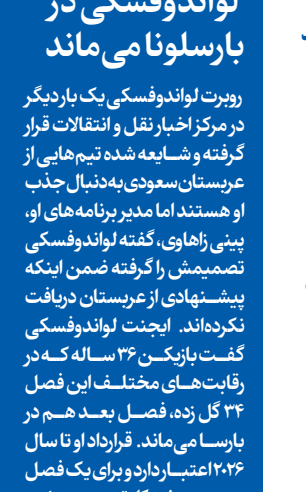 لواندوفسکی در
بارسلونا می‌ماند
روبرت لواندوفسکی یک بار دیگر
در مرکز اخبار نقل و انتقالات قرار
گرفته و شایعه شده تیم‌هایی از
عربستان‌سعودی به‌دنبال جذب
او هستند اما مدیر برنامه‌های او،
پینی زاهاوی، گفته لواندوفسکی
تصمیمش را گرفته ضمن اینکه
پیشنهادی از عربستان دریافت
نکرده‌اند. ایجنت لواندوفسکی
گفت بازیکن ۳۶ ساله که در
رقابت‌های مختلف این فصل
۳۴ گل زده، فصل بعد هم در
بارسا می‌ماند. قرارداد او تا سال
۲۰۲۶ اعتبار دارد و برای یک فصل